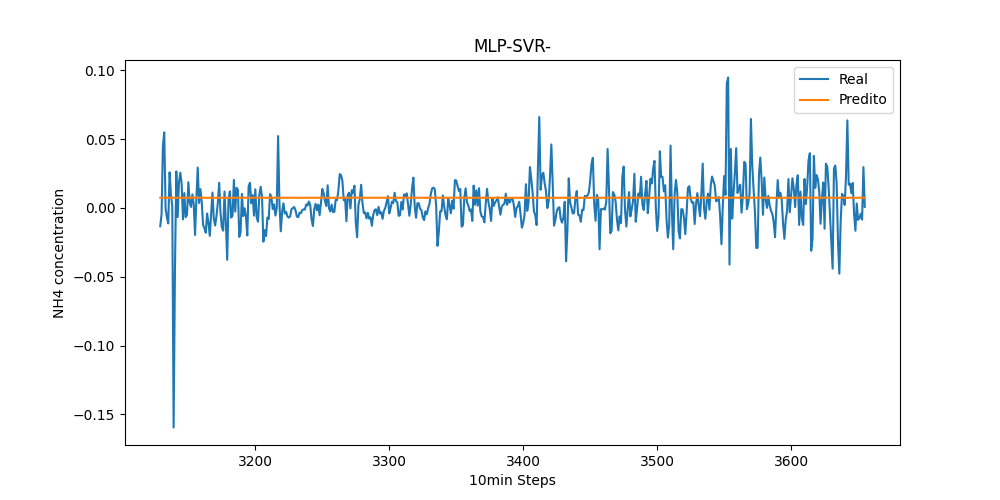 MLP-SVR-
Real
Predito
0.10
0.05
0.00
−0.05
−0.10
−0.15
NH4 concentration
3200 3300 3400 3500 3600
10min Steps